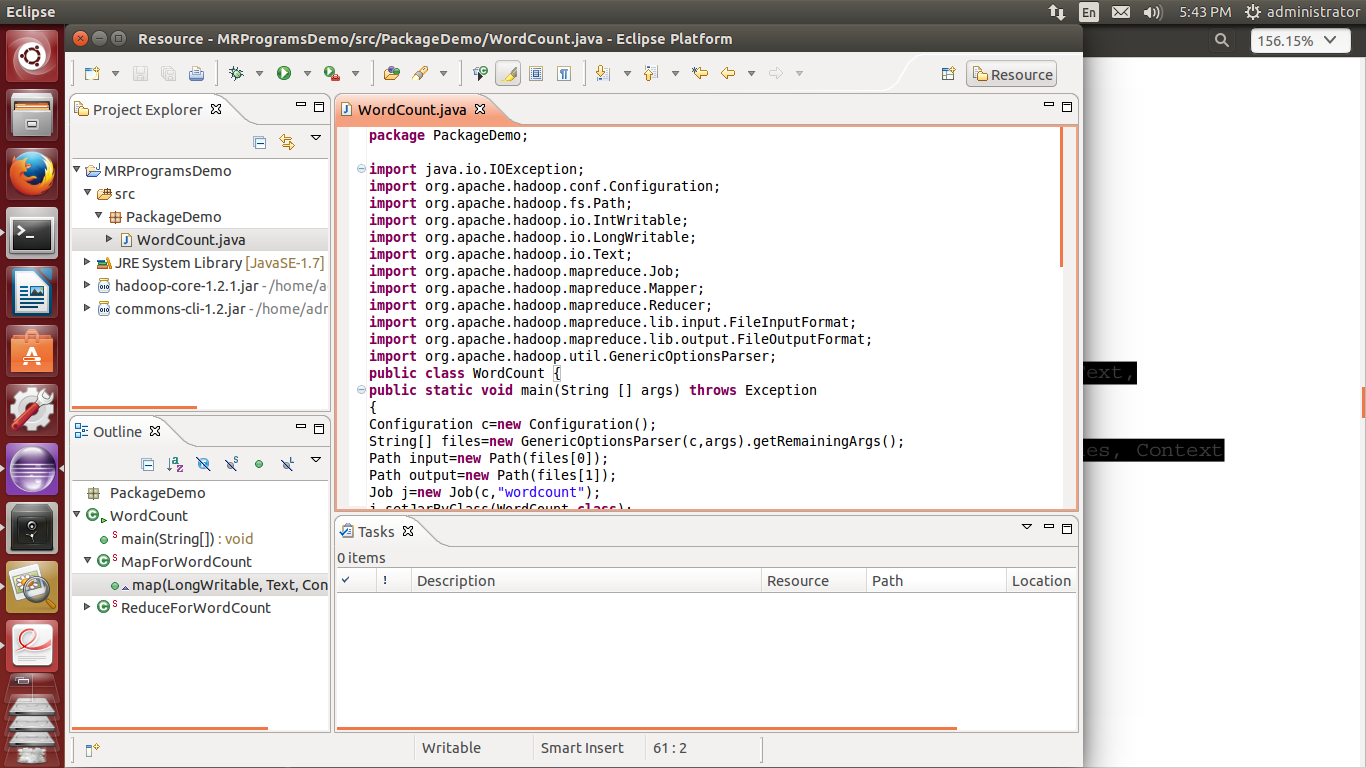 Eclipse
En
5:43 PM
administrator
Resource - MRProgramsDemo/src/PackageDemo/WordCount.java - Eclipse Platform
156.15%
Resource
Project Explorer
MRProgramsDemo
src
PackageDemo
WordCount.java
JRE System Library [JavaSE-1.7]
hadoop-core-1.2.1.jar - /home/a
commons-cli-1.2.jar - /home/adr
WordCount.java
package PackageDemo;
import java.io.IOException;
import org.apache.hadoop.conf.Configuration;
import org.apache.hadoop.fs.Path;
import org.apache.hadoop.io.IntWritable;
import org.apache.hadoop.io.LongWritable;
import org.apache.hadoop.io.Text;
import org.apache.hadoop.mapreduce.Job;
import org.apache.hadoop.mapreduce.Mapper;
import org.apache.hadoop.mapreduce.Reducer;
import org.apache.hadoop.mapreduce.lib.input.FileInputFormat;
import org.apache.hadoop.mapreduce.lib.output.FileOutputFormat;
import org.apache.hadoop.util.GenericOptionsParser;
public class WordCount {
public static void main(String [] args) throws Exception
{
Configuration c=new Configuration();
String[] files=new GenericOptionsParser(c,args).getRemainingArgs();
Path input=new Path(files[0]);
Path output=new Path(files[1]);
Job j=new Job(c,"wordcount");
j.setJarByClass(WordCount.class);
Text,
es, Context
Outline
PackageDemo
WordCount
main(String[]) : void
MapForWordCount
map(LongWritable, Text, Con
ReduceForWordCount
Tasks
0 items
! Description Resource Path Location
Writable Smart Insert 61 : 2